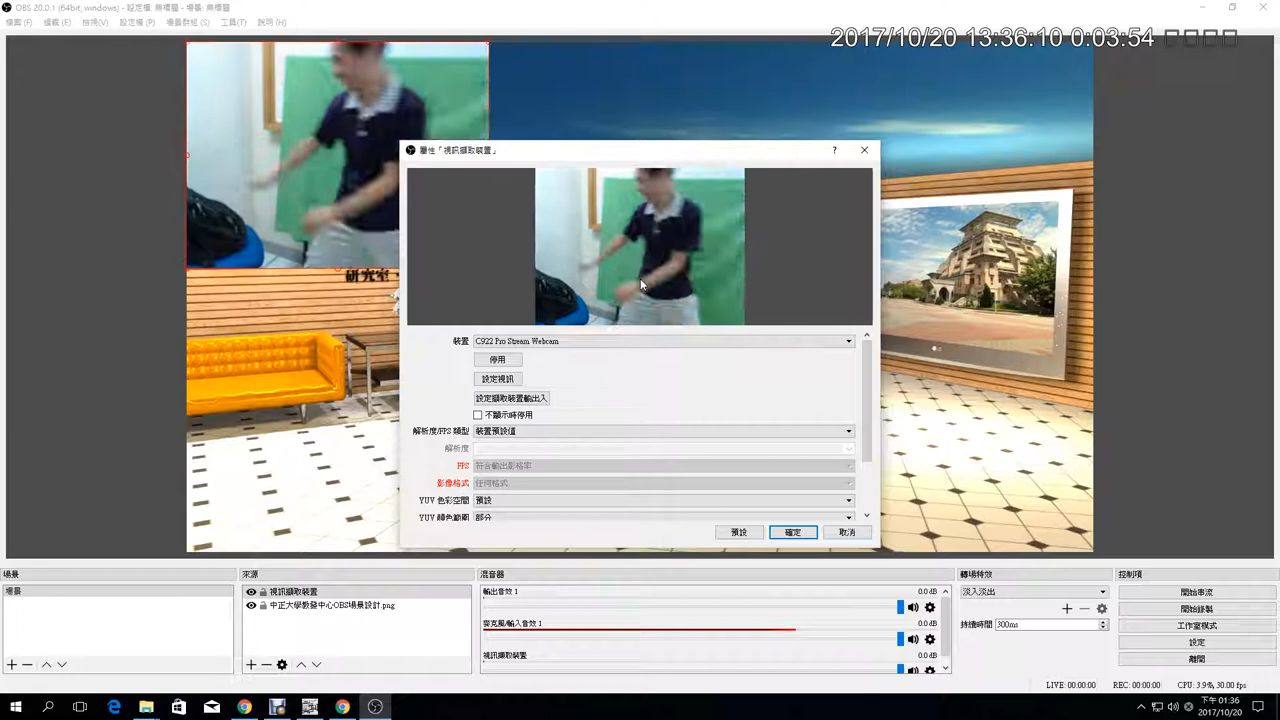 OBS 20.0.1 (64bit, windows) - 設定檔: 無標題 - 場景: 無標題
檔案(F) 編輯(E) 檢視(V) 設定檔(P) 場景群組(S) 工具(T) 說明(H)
2017/10/20 13:36:10 0:03:54
屬性「視訊擷取裝置」
研究室
裝置 C922 Pro Stream Webcam
停用
設定視訊
設定擷取裝置輸出入
不顯示時停用
解析度/FPS 類型 裝置預設值
解析度
FPS 符合輸出影格率
影像格式 任何格式
YUV 色彩空間 預設
YUV 顏色範圍 部分
預設 確定 取消
場景 來源 混音器 轉場特效 控制項
場景
視訊擷取裝置
中正大學教發中心OBS場景設計.png
輸出音效 1 0.0 dB
麥克風/輸入音效 1 0.0 dB
視訊擷取裝置 0.0 dB
淡入淡出
持續時間 300ms
開始串流
開始錄製
工作室模式
設定
離開
LIVE: 00:00:00 REC: 00:00:00 CPU: 3.9%, 30.00 fps
下午 01:36
2017/10/20